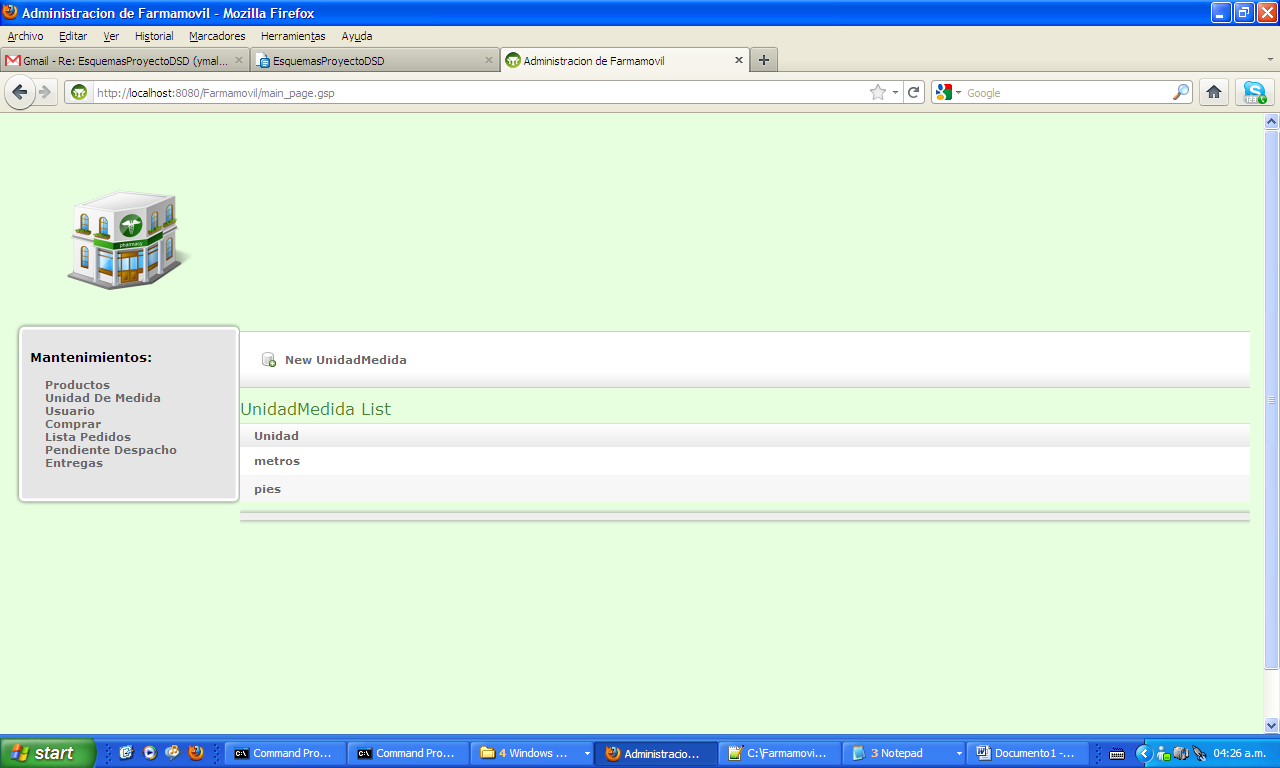 Administracion de Farmamovil - Mozilla Firefox
Archivo Editar Ver Historial Marcadores Herramientas Ayuda
Gmail - Re: EsquemasProyectoDSD (ymal... EsquemasProyectoDSD Administracion de Farmamovil
http://localhost:8080/Farmamovil/main_page.gsp Google
pharmacy
Mantenimientos:
Productos
Unidad De Medida
Usuario
Comprar
Lista Pedidos
Pendiente Despacho
Entregas
New UnidadMedida
UnidadMedida List
Unidad
metros
pies
start Command Pro... Command Pro... 4 Windows ... Administracio... C:\Farmamovi... 3 Notepad Documento1 -... 04:26 a.m.